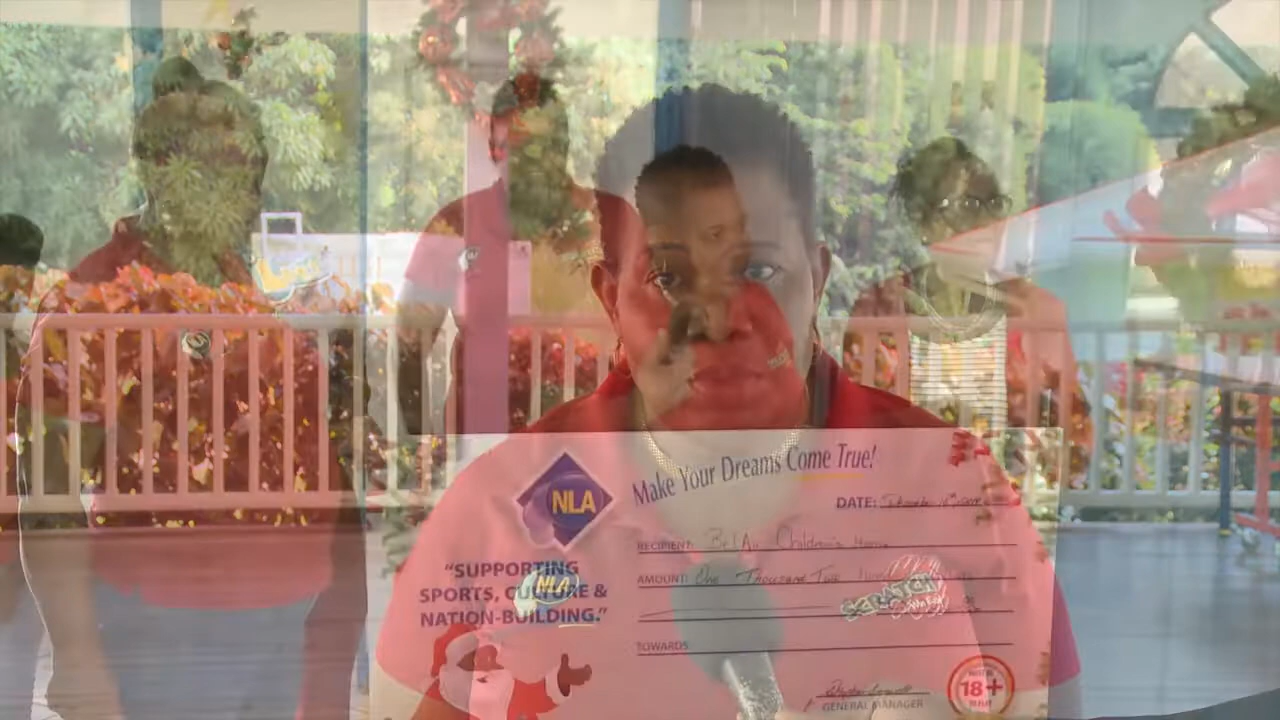 Make Your Dreams Come True!
NLA
DATE:
RECIPIENT: Bel Air Children's Home
AMOUNT: One Thousand Two
"SUPPORTING
SPORTS, CULTURE &
NATION-BUILDING."
NLA
SCRATCH
TOWARDS
GENERAL MANAGER
18+